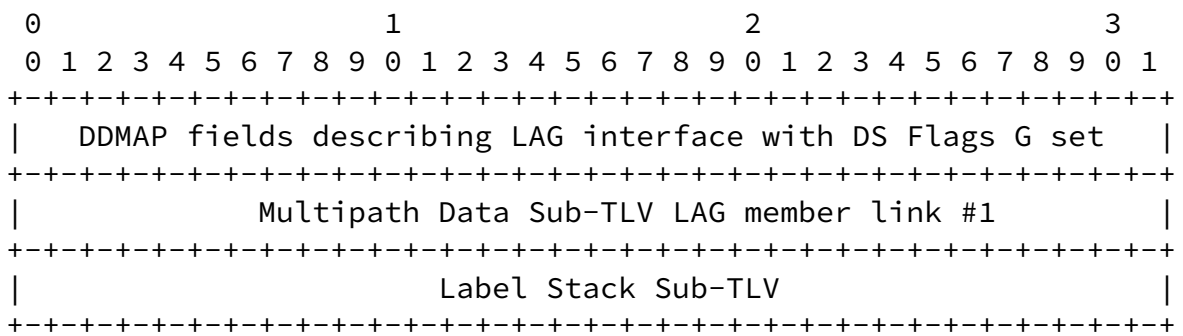 0                   1                   2                   3
 0 1 2 3 4 5 6 7 8 9 0 1 2 3 4 5 6 7 8 9 0 1 2 3 4 5 6 7 8 9 0 1
+-+-+-+-+-+-+-+-+-+-+-+-+-+-+-+-+-+-+-+-+-+-+-+-+-+-+-+-+-+-+-+-+
|   DDMAP fields describing LAG interface with DS Flags G set   |
+-+-+-+-+-+-+-+-+-+-+-+-+-+-+-+-+-+-+-+-+-+-+-+-+-+-+-+-+-+-+-+-+
|             Multipath Data Sub-TLV LAG member link #1         |
+-+-+-+-+-+-+-+-+-+-+-+-+-+-+-+-+-+-+-+-+-+-+-+-+-+-+-+-+-+-+-+-+
|                       Label Stack Sub-TLV                     |
+-+-+-+-+-+-+-+-+-+-+-+-+-+-+-+-+-+-+-+-+-+-+-+-+-+-+-+-+-+-+-+-+